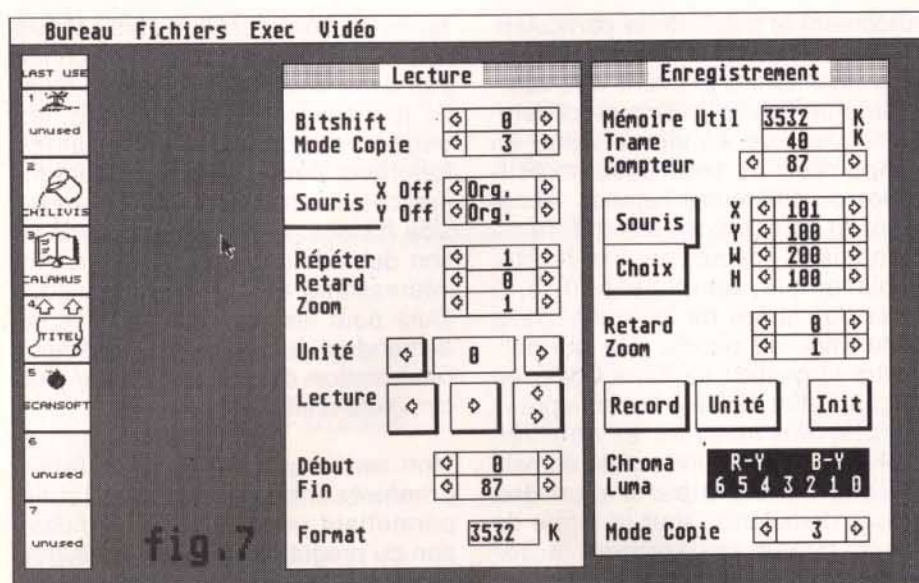 Bureau Fichiers Exec Vidéo
LAST USE
1
unused
2
CHILIVIS
3
CALAMUS
4
TITEL
5
SCANSOFT
6
unused
7
unused
fig.7
Lecture
Bitshift 0
Mode Copie 3
Souris X Off Org.
Y Off Org.
Répéter 1
Retard 0
Zoom 1
Unité 0
Lecture
Début 0
Fin 87
Format 3532 K
Enregistrement
Mémoire Util 3532 K
Trame 40 K
Compteur 87
Souris
Choix
X 101
Y 100
W 200
H 100
Retard 0
Zoom 1
Record Unité Init
Chroma R-Y B-Y
Luma 6 5 4 3 2 1 0
Mode Copie 3